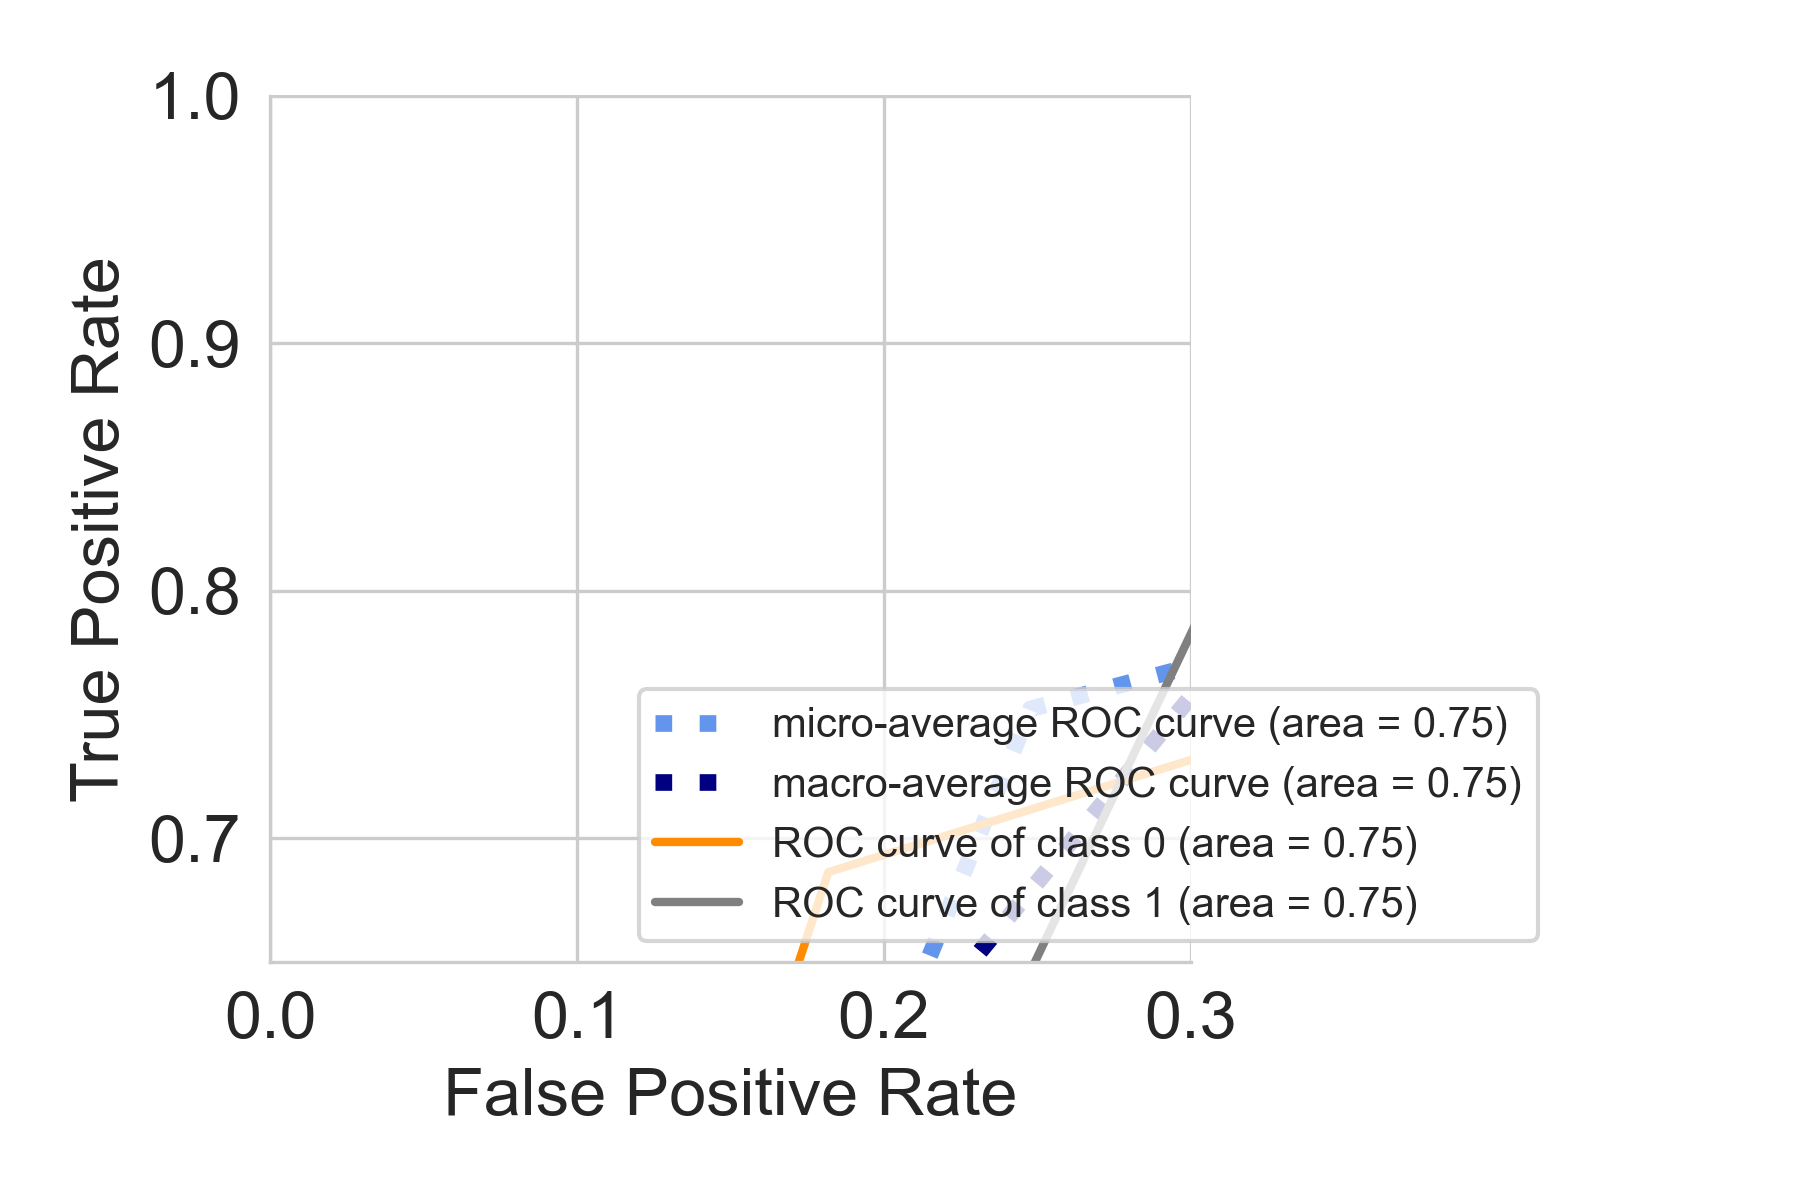 True Positive Rate
1.0
0.9
0.8
0.7
micro-average ROC curve (area = 0.75)
macro-average ROC curve (area = 0.75)
ROC curve of class 0 (area = 0.75)
ROC curve of class 1 (area = 0.75)
0.0 0.1 0.2 0.3
False Positive Rate